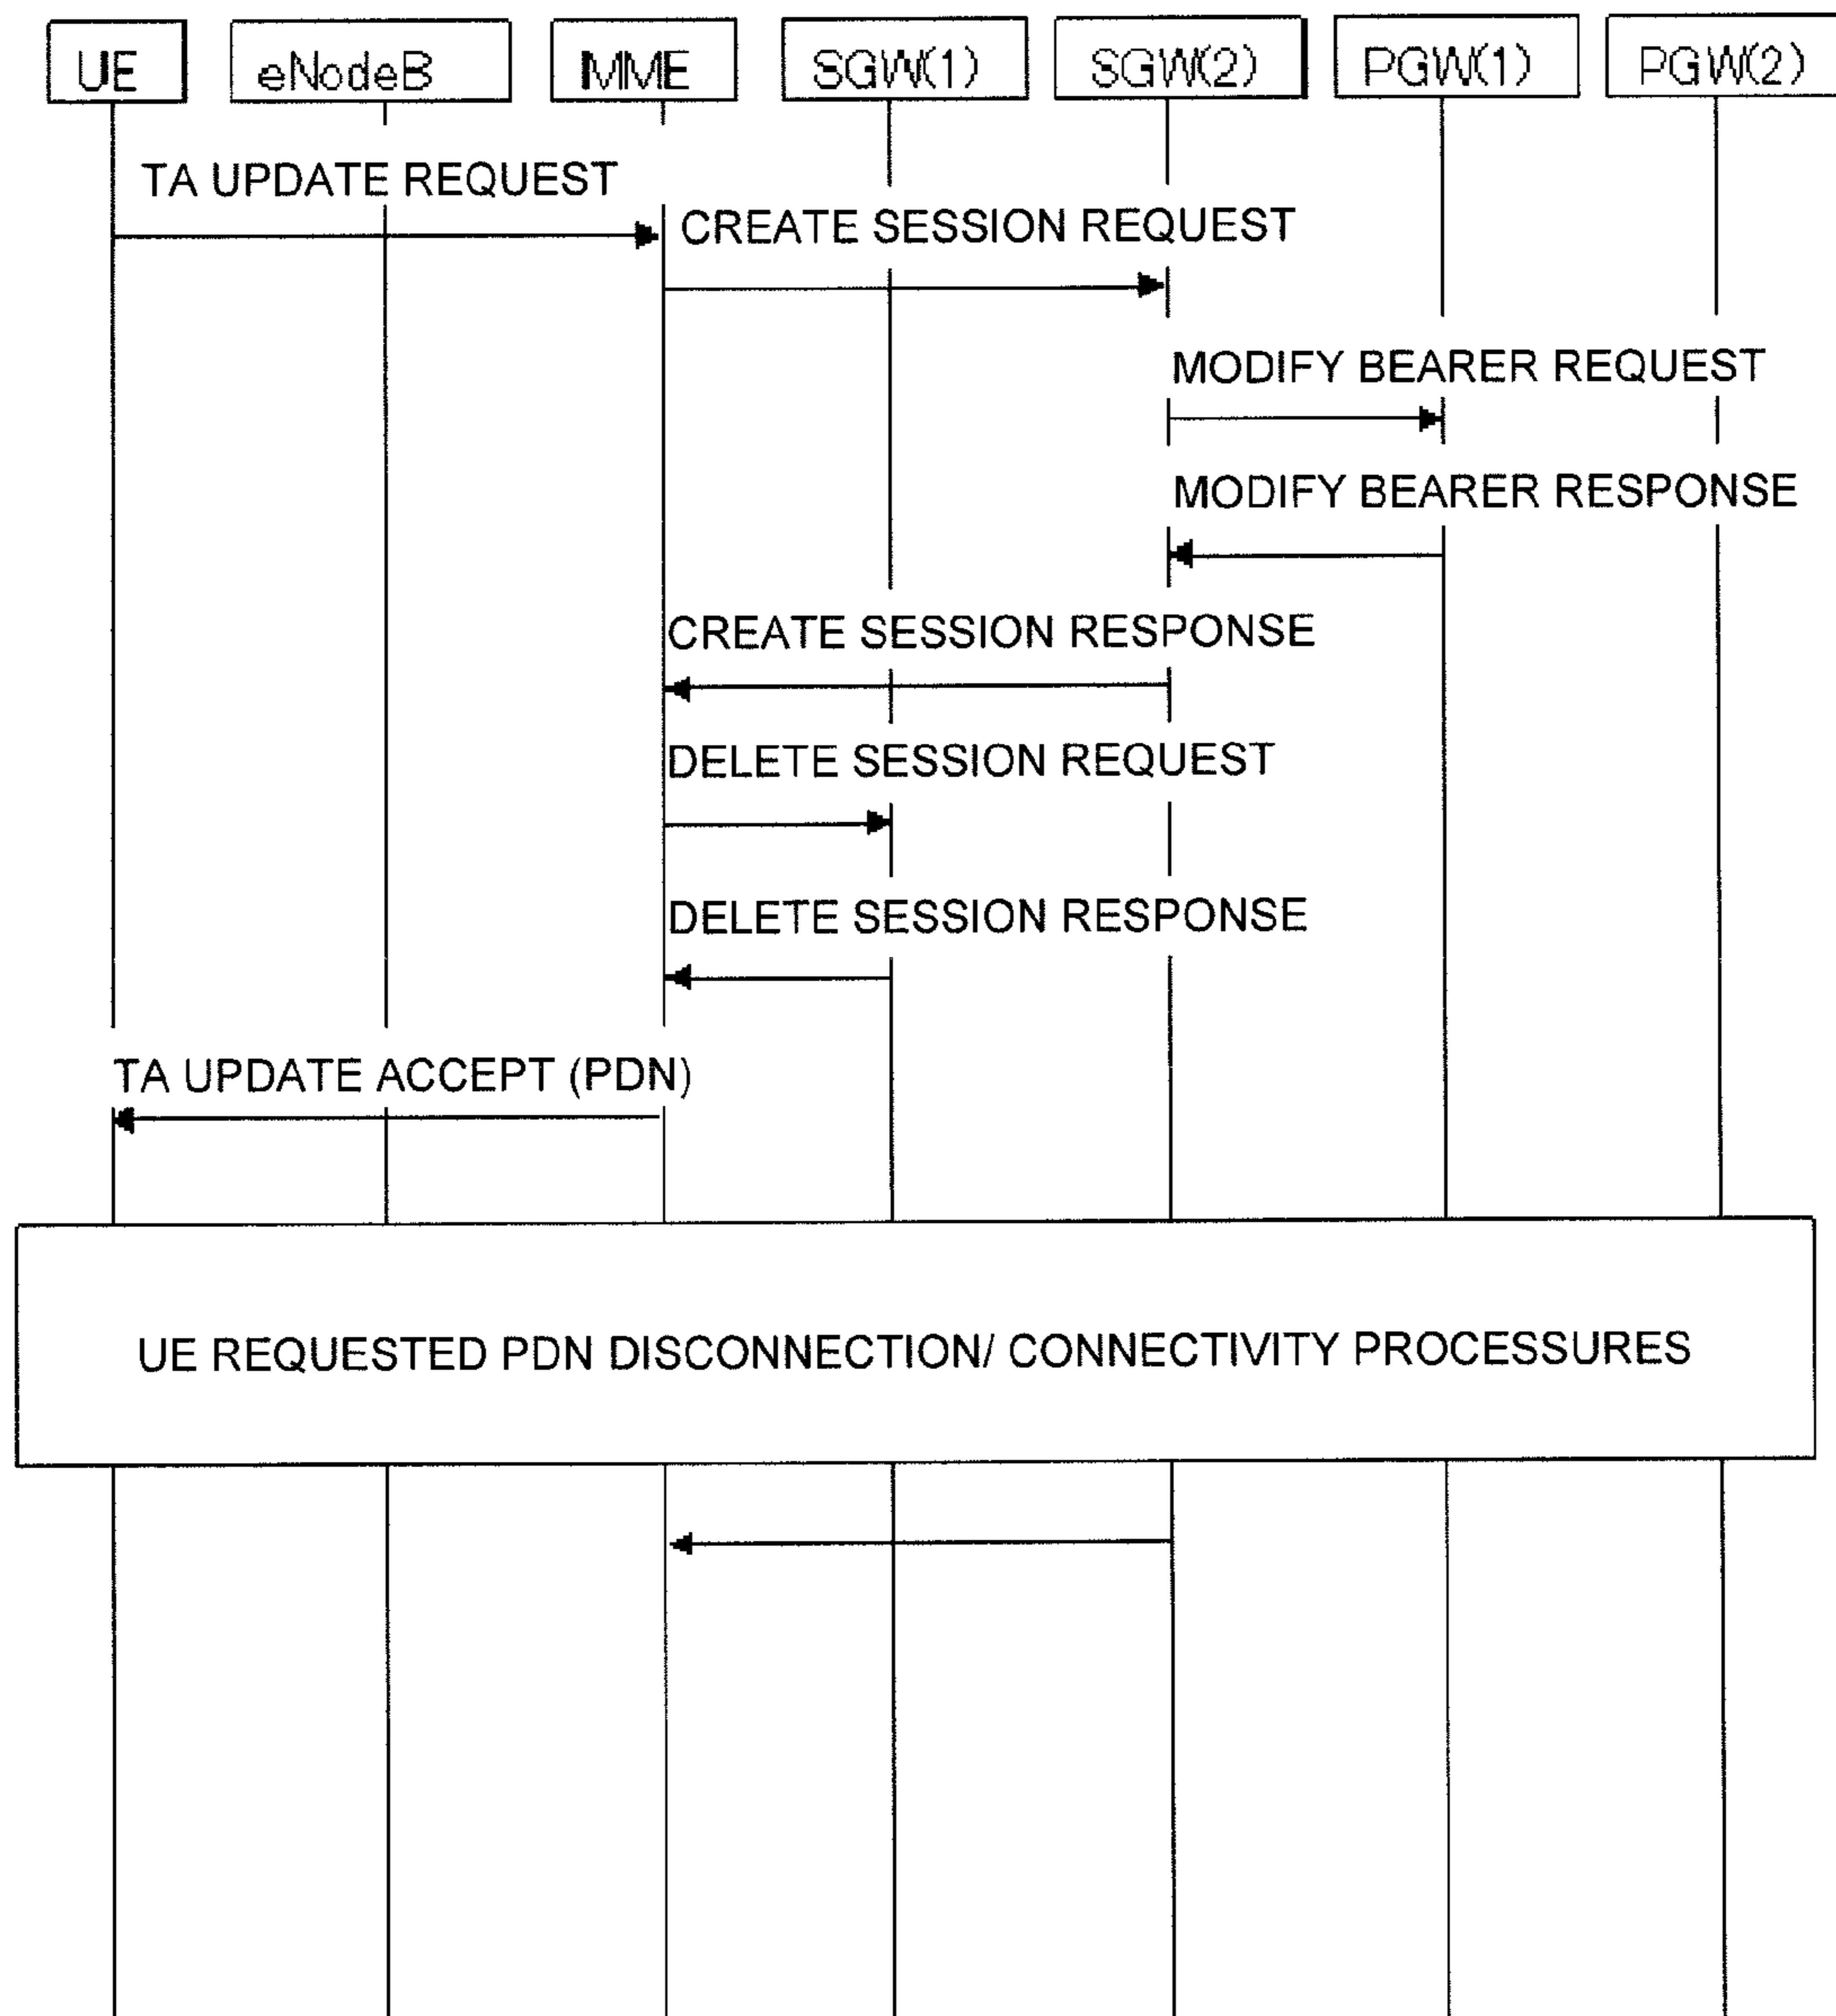 UE
eNodeB
MME
SGW(1)
SGW(2)
PGW(1)
PGW(2)
TA UPDATE REQUEST
CREATE SESSION REQUEST
MODIFY BEARER REQUEST
MODIFY BEARER RESPONSE
CREATE SESSION RESPONSE
DELETE SESSION REQUEST
DELETE SESSION RESPONSE
TA UPDATE ACCEPT (PDN)
UE REQUESTED PDN DISCONNECTION/ CONNECTIVITY PROCESSURES